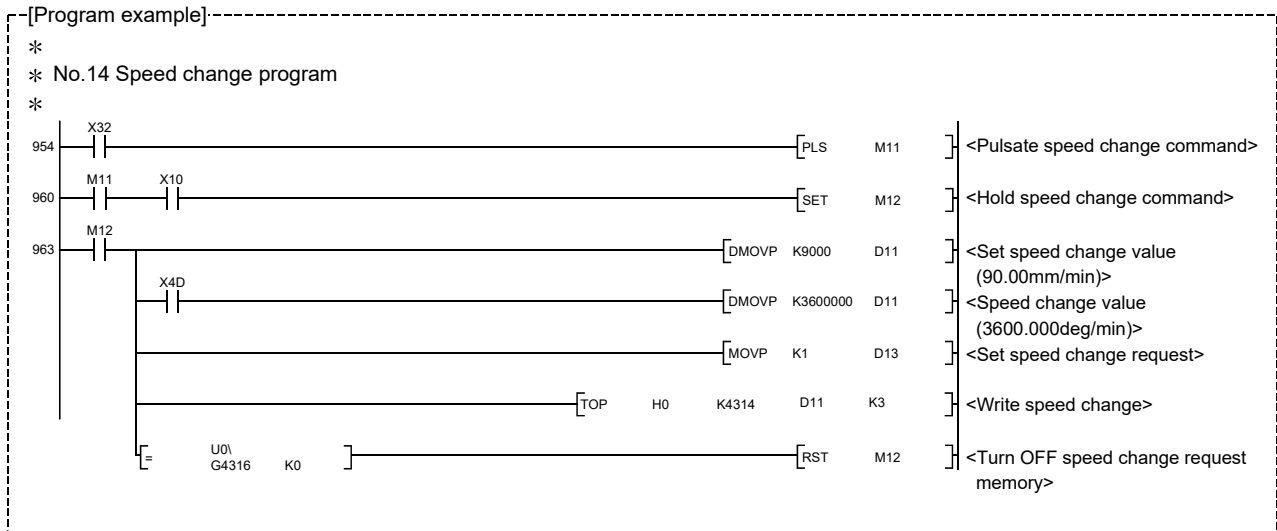 [Program example]
*
* No.14 Speed change program
*
X32
954 [PLS M11] <Pulsate speed change command>
M11 X10
960 [SET M12] <Hold speed change command>
M12
963 [DMOVP K9000 D11] <Set speed change value
(90.00mm/min)>
X4D
[DMOVP K3600000 D11] <Speed change value
(3600.000deg/min)>
[MOVP K1 D13] <Set speed change request>
[TOP H0 K4314 D11 K3] <Write speed change>
[= U0\
G4316 K0] [RST M12] <Turn OFF speed change request
memory>